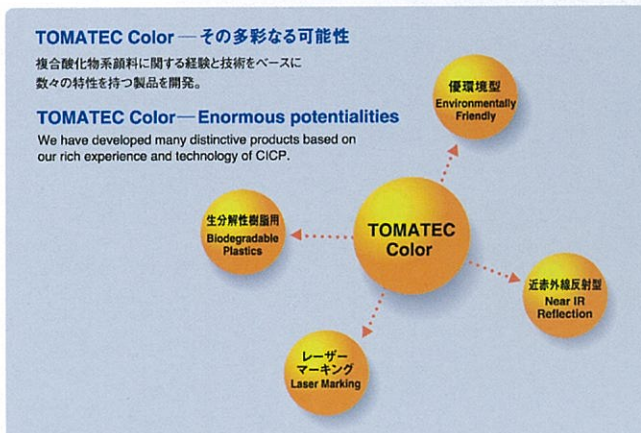 TOMATEC Color — その多彩なる可能性
複合酸化物系顔料に関する経験と技術をベースに
数々の特性を持つ製品を開発。
TOMATEC Color—Enormous potentialities
We have developed many distinctive products based on
our rich experience and technology of CICP.
優環境型
Environmentally
Friendly
生分解性樹脂用
Biodegradable
Plastics
TOMATEC
Color
近赤外線反射型
Near IR
Reflection
レーザー
マーキング
Laser Marking